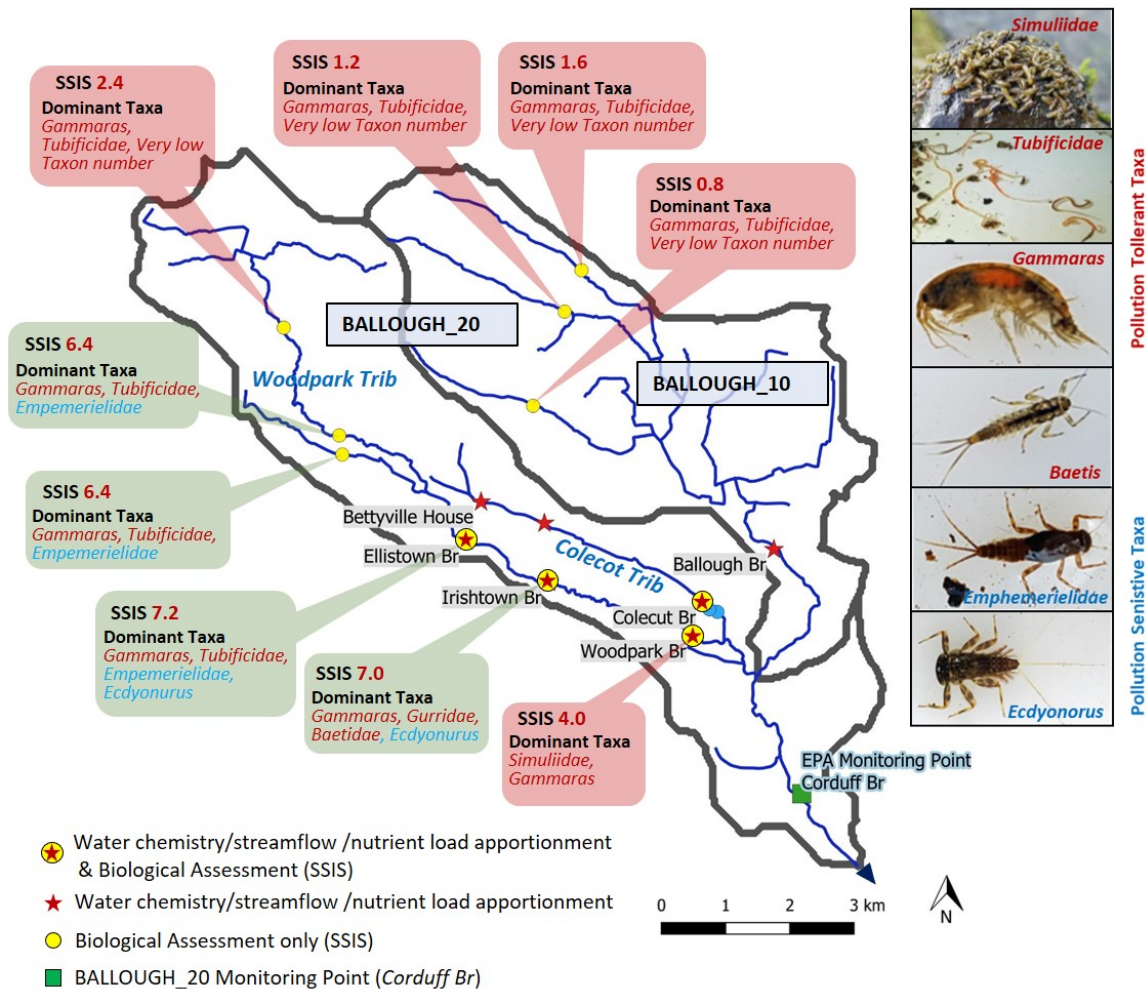 SSIS 2.4
Dominant Taxa
Gammaras,
Tubificidae, Very low
Taxon number
SSIS 1.2
Dominant Taxa
Gammaras, Tubificidae,
Very low Taxon number
SSIS 1.6
Dominant Taxa
Gammaras, Tubificidae,
Very low Taxon number
SSIS 0.8
Dominant Taxa
Gammaras, Tubificidae,
Very low Taxon number
SSIS 6.4
Dominant Taxa
Gammaras, Tubificidae,
Empemerielidae
SSIS 6.4
Dominant Taxa
Gammaras, Tubificidae,
Empemerielidae
SSIS 7.2
Dominant Taxa
Gammaras, Tubificidae,
Empemerielidae,
Ecdyonurus
SSIS 7.0
Dominant Taxa
Gammaras, Gurridae,
Baetidae, Ecdyonurus
SSIS 4.0
Dominant Taxa
Simuliidae,
Gammaras
BALLOUGH_20
BALLOUGH_10
Woodpark Trib
Colecot Trib
Bettyville House
Ellistown Br
Irishtown Br
Ballough Br
Colecut Br
Woodpark Br
EPA Monitoring Point
Corduff Br
Simuliidae
Tubificidae
Gammaras
Baetis
Emphemerielidae
Ecdyonorus
Pollution Tollerant Taxa
Pollution Senistive Taxa
Water chemistry/streamflow /nutrient load apportionment
& Biological Assessment (SSIS)
Water chemistry/streamflow /nutrient load apportionment
Biological Assessment only (SSIS)
BALLOUGH_20 Monitoring Point (Corduff Br)
0 1 2 3 km
N